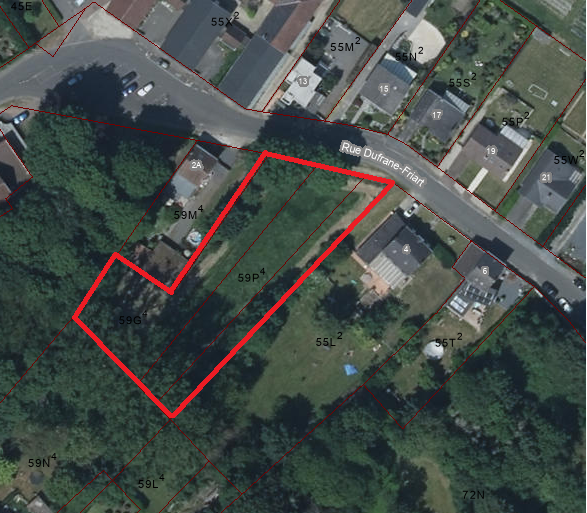 45E
55X²
55M²
55N²
13
15
55S²
17
55P²
19
55W²
21
Rue Dufrane-Friart
2A
59M⁴
4
59P⁴
6
59G⁴
55L²
55T²
59N⁴
59L⁴
72N